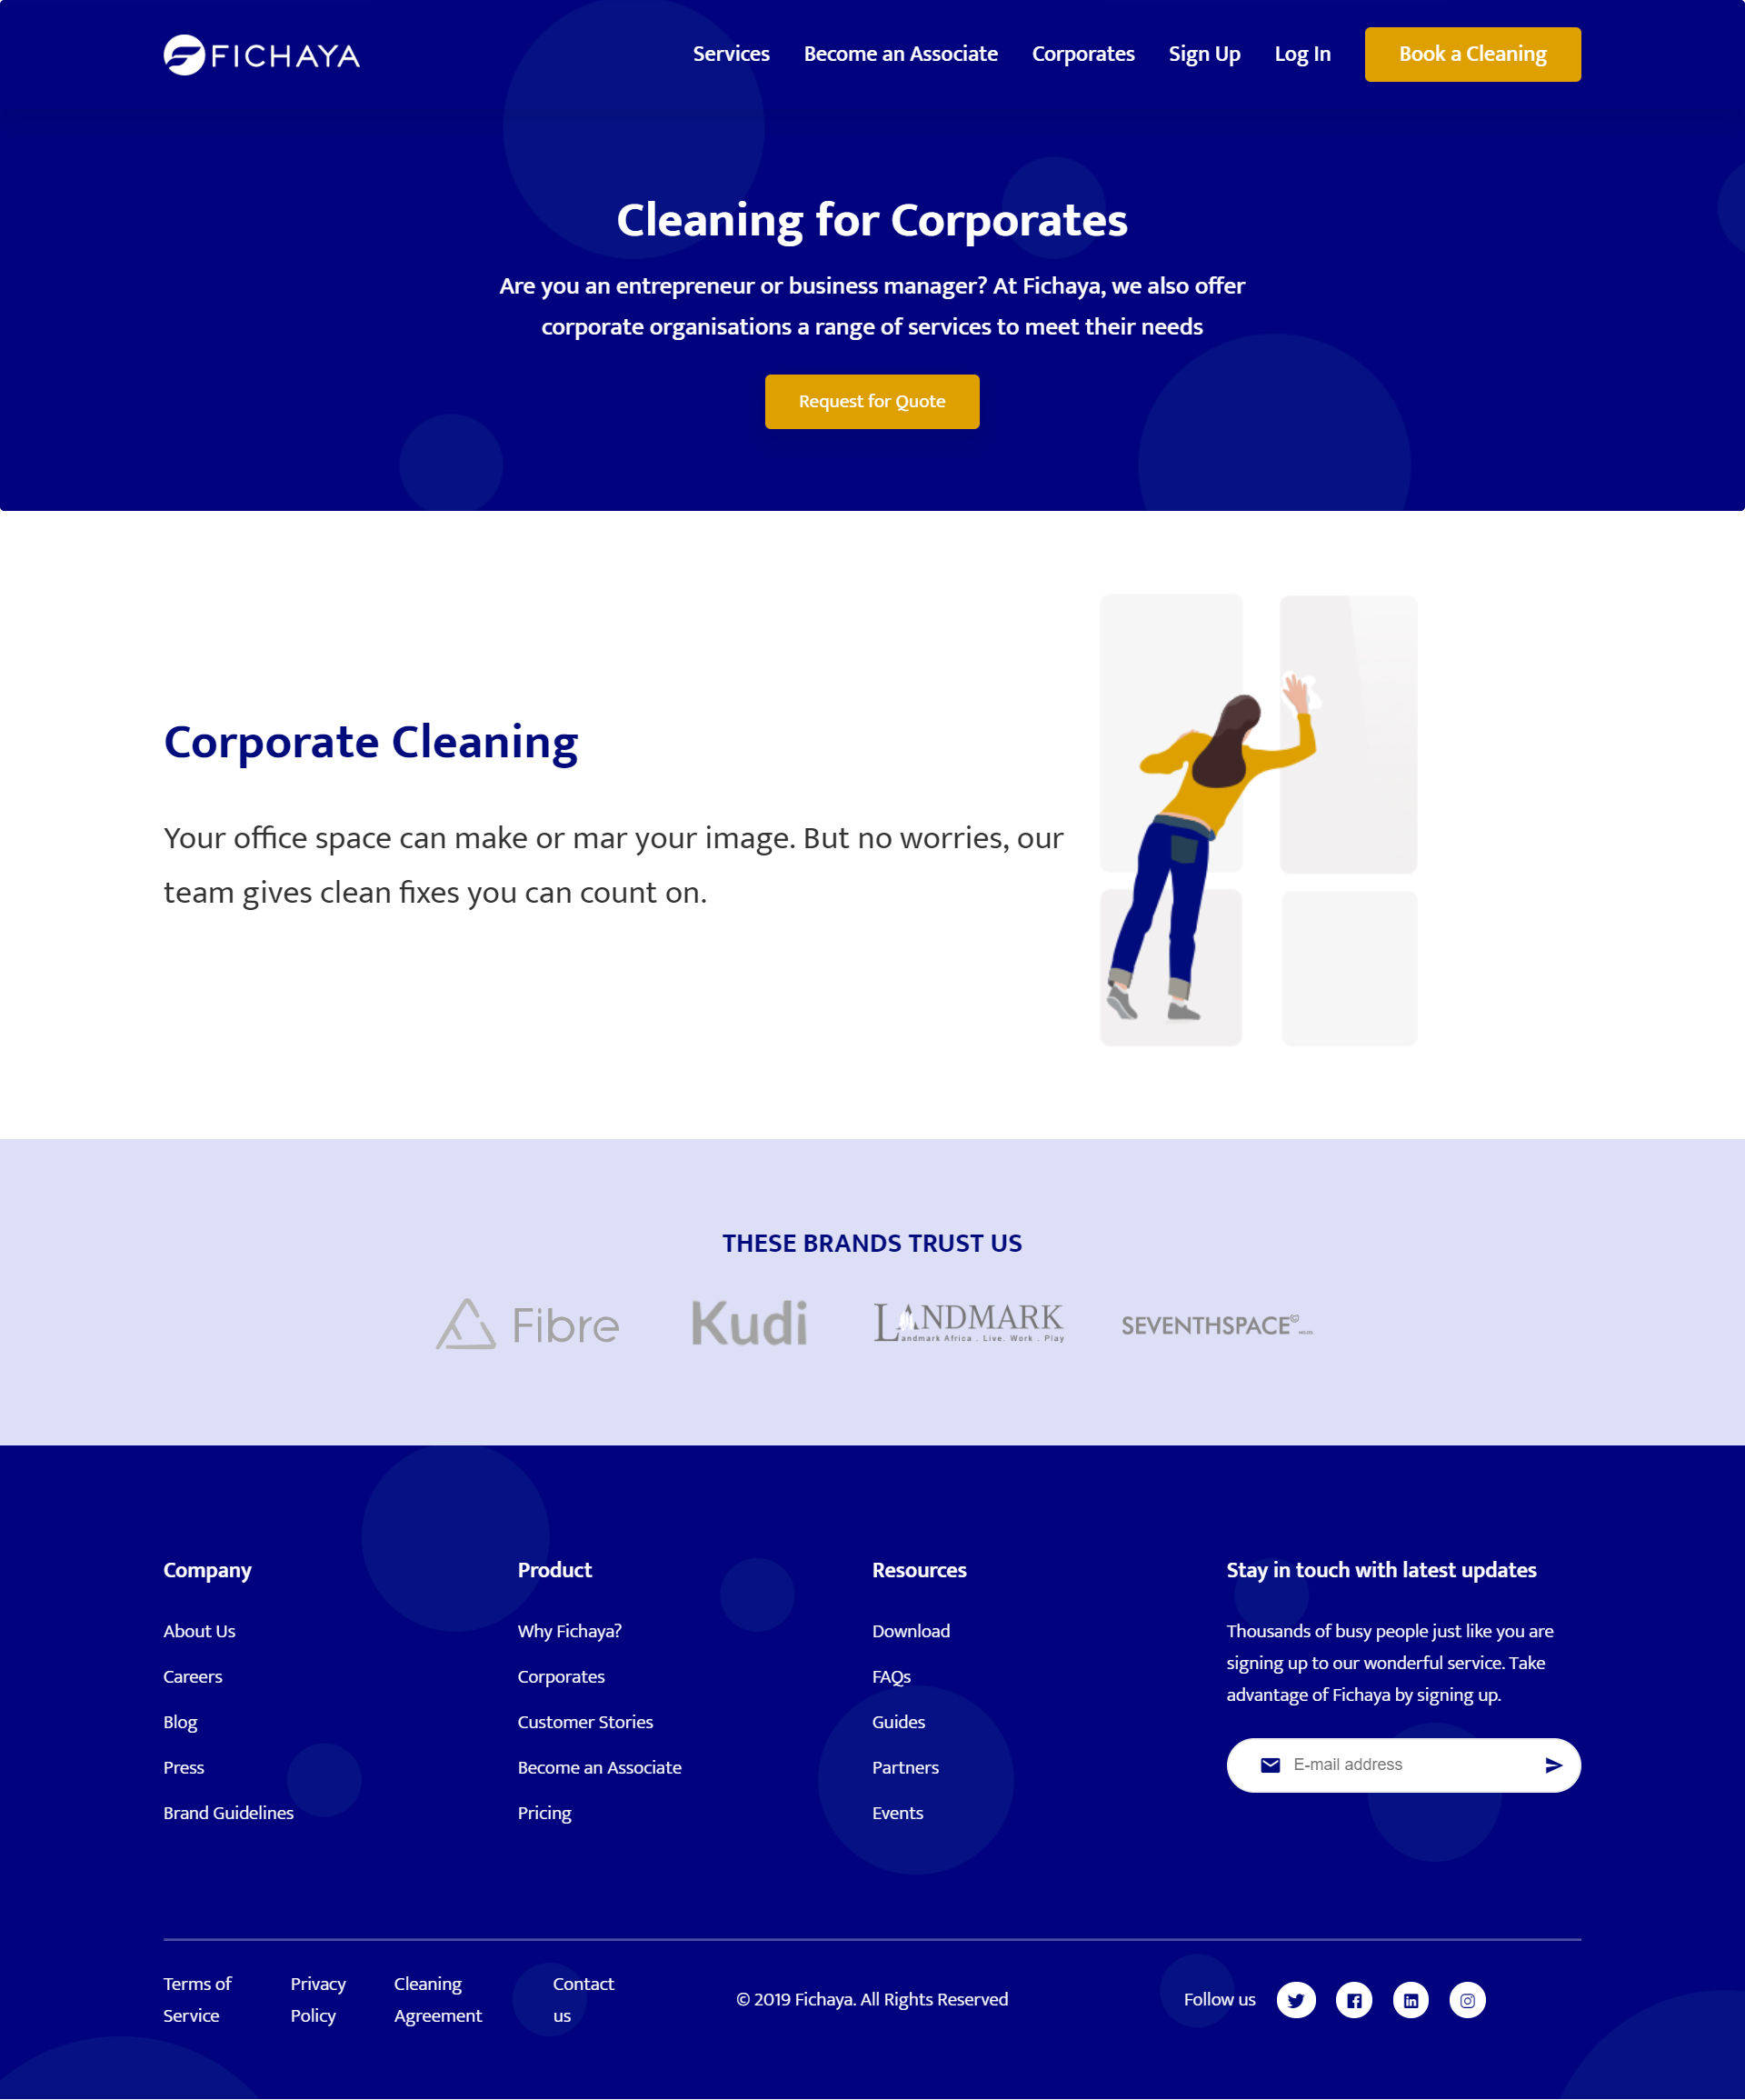 FICHAYA
Services
Become an Associate
Corporates
Sign Up
Log In
Book a Cleaning
Cleaning for Corporates
Are you an entrepreneur or business manager? At Fichaya, we also offer
corporate organisations a range of services to meet their needs
Request for Quote
Corporate Cleaning
Your office space can make or mar your image. But no worries, our
team gives clean fixes you can count on.
THESE BRANDS TRUST US
Fibre
Kudi
LANDMARK
andmark Africa . Live. Work . Play
SEVENTHSPACE
Company
About Us
Careers
Blog
Press
Brand Guidelines
Product
Why Fichaya?
Corporates
Customer Stories
Become an Associate
Pricing
Resources
Download
FAQs
Guides
Partners
Events
Stay in touch with latest updates
Thousands of busy people just like you are
signing up to our wonderful service. Take
advantage of Fichaya by signing up.
E-mail address
Terms of
Service
Privacy
Policy
Cleaning
Agreement
Contact
us
© 2019 Fichaya. All Rights Reserved
Follow us